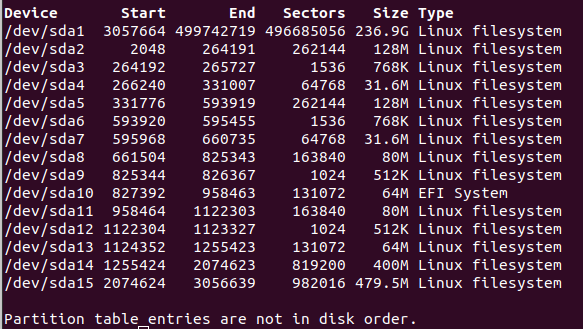 Device Start End Sectors Size Type
/dev/sda1 3057664 499742719 496685056 236.9G Linux filesystem
/dev/sda2 2048 264191 262144 128M Linux filesystem
/dev/sda3 264192 265727 1536 768K Linux filesystem
/dev/sda4 266240 331007 64768 31.6M Linux filesystem
/dev/sda5 331776 593919 262144 128M Linux filesystem
/dev/sda6 593920 595455 1536 768K Linux filesystem
/dev/sda7 595968 660735 64768 31.6M Linux filesystem
/dev/sda8 661504 825343 163840 80M Linux filesystem
/dev/sda9 825344 826367 1024 512K Linux filesystem
/dev/sda10 827392 958463 131072 64M EFI System
/dev/sda11 958464 1122303 163840 80M Linux filesystem
/dev/sda12 1122304 1123327 1024 512K Linux filesystem
/dev/sda13 1124352 1255423 131072 64M Linux filesystem
/dev/sda14 1255424 2074623 819200 400M Linux filesystem
/dev/sda15 2074624 3056639 982016 479.5M Linux filesystem
Partition table entries are not in disk order.